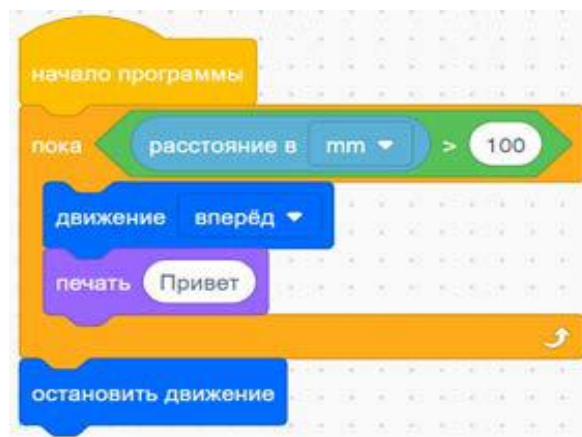 начало программы
пока расстояние в mm > 100
движение вперёд
печать Привет
остановить движение